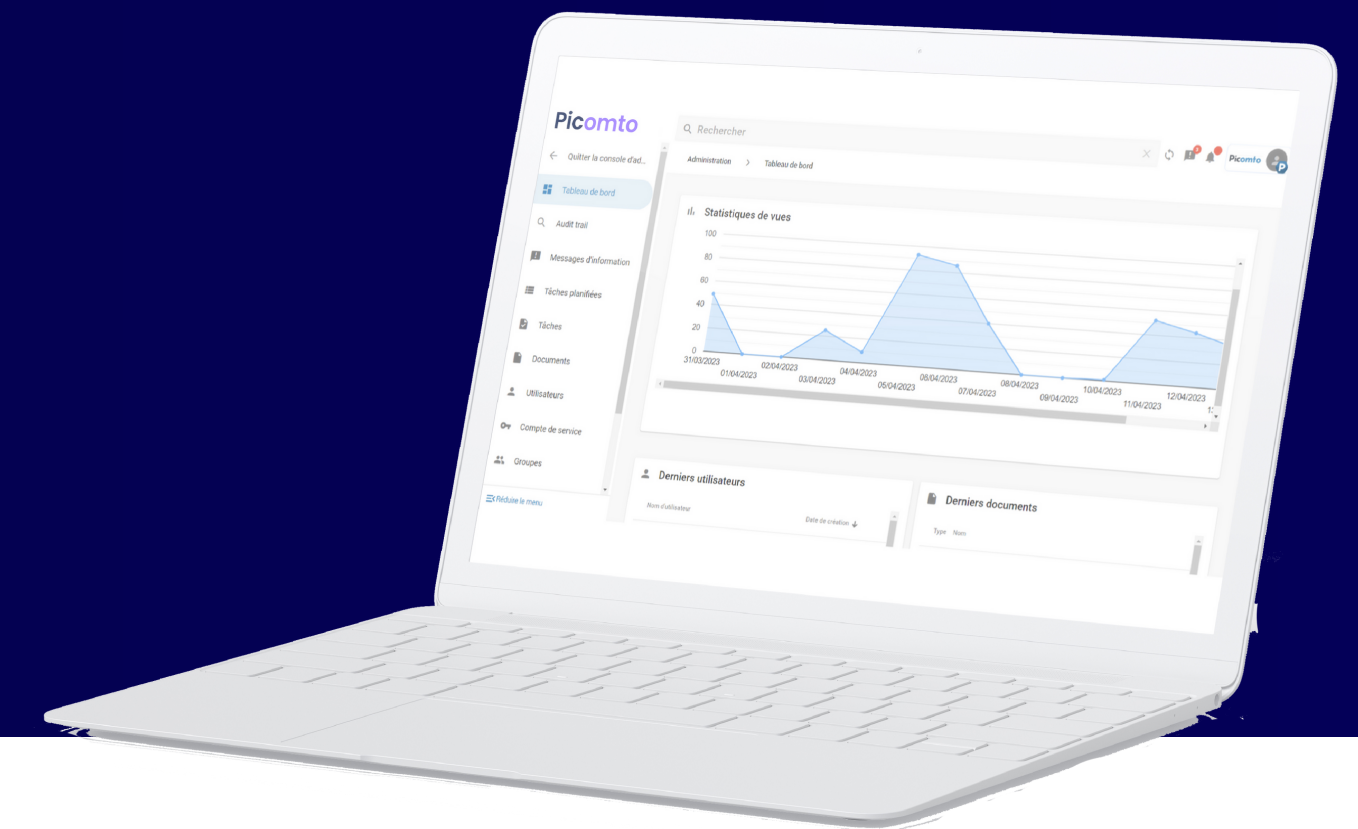 Picomto
Rechercher
Picomto
Quitter la console d'ad..
Administration > Tableau de bord
Tableau de bord
Audit trail
Messages d'information
Tâches planifiées
Tâches
Documents
Utilisateurs
Compte de service
Groupes
Réduire le menu
Statistiques de vues
100
80
60
40
20
0
31/03/2023
01/04/2023
02/04/2023
03/04/2023
04/04/2023
05/04/2023
06/04/2023
07/04/2023
08/04/2023
09/04/2023
10/04/2023
11/04/2023
12/04/2023
Derniers utilisateurs
Nom d'utilisateur
Date de création
Derniers documents
Type Nom